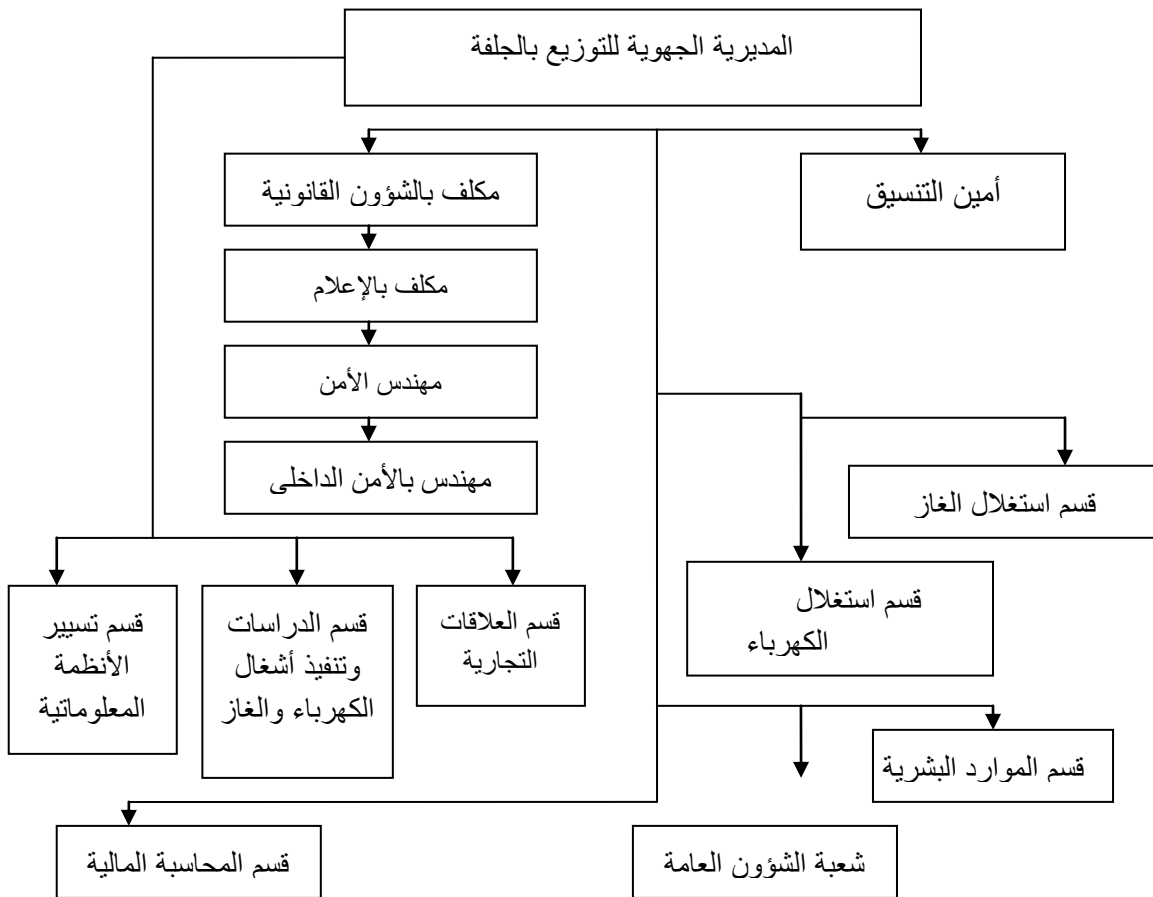 المديرية الجهوية للتوزيع بالجلفة
أمين التنسيق
مكلف بالشؤون القانونية
مكلف بالإعلام
مهندس الأمن
مهندس بالأمن الداخلى
قسم استغلال الغاز
قسم استغلال
الكهرباء
قسم العلاقات
التجارية
قسم الدراسات
وتنفيذ أشغال
الكهرباء والغاز
قسم تسيير
الأنظمة
المعلوماتية
قسم الموارد البشرية
شعبة الشؤون العامة
قسم المحاسبة المالية